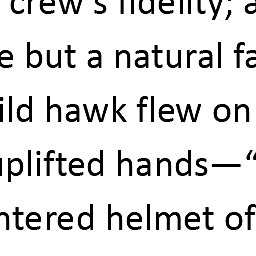 crew's fidelity; a
e but a natural fa
ild hawk flew on
uplifted hands—“
ntered helmet of